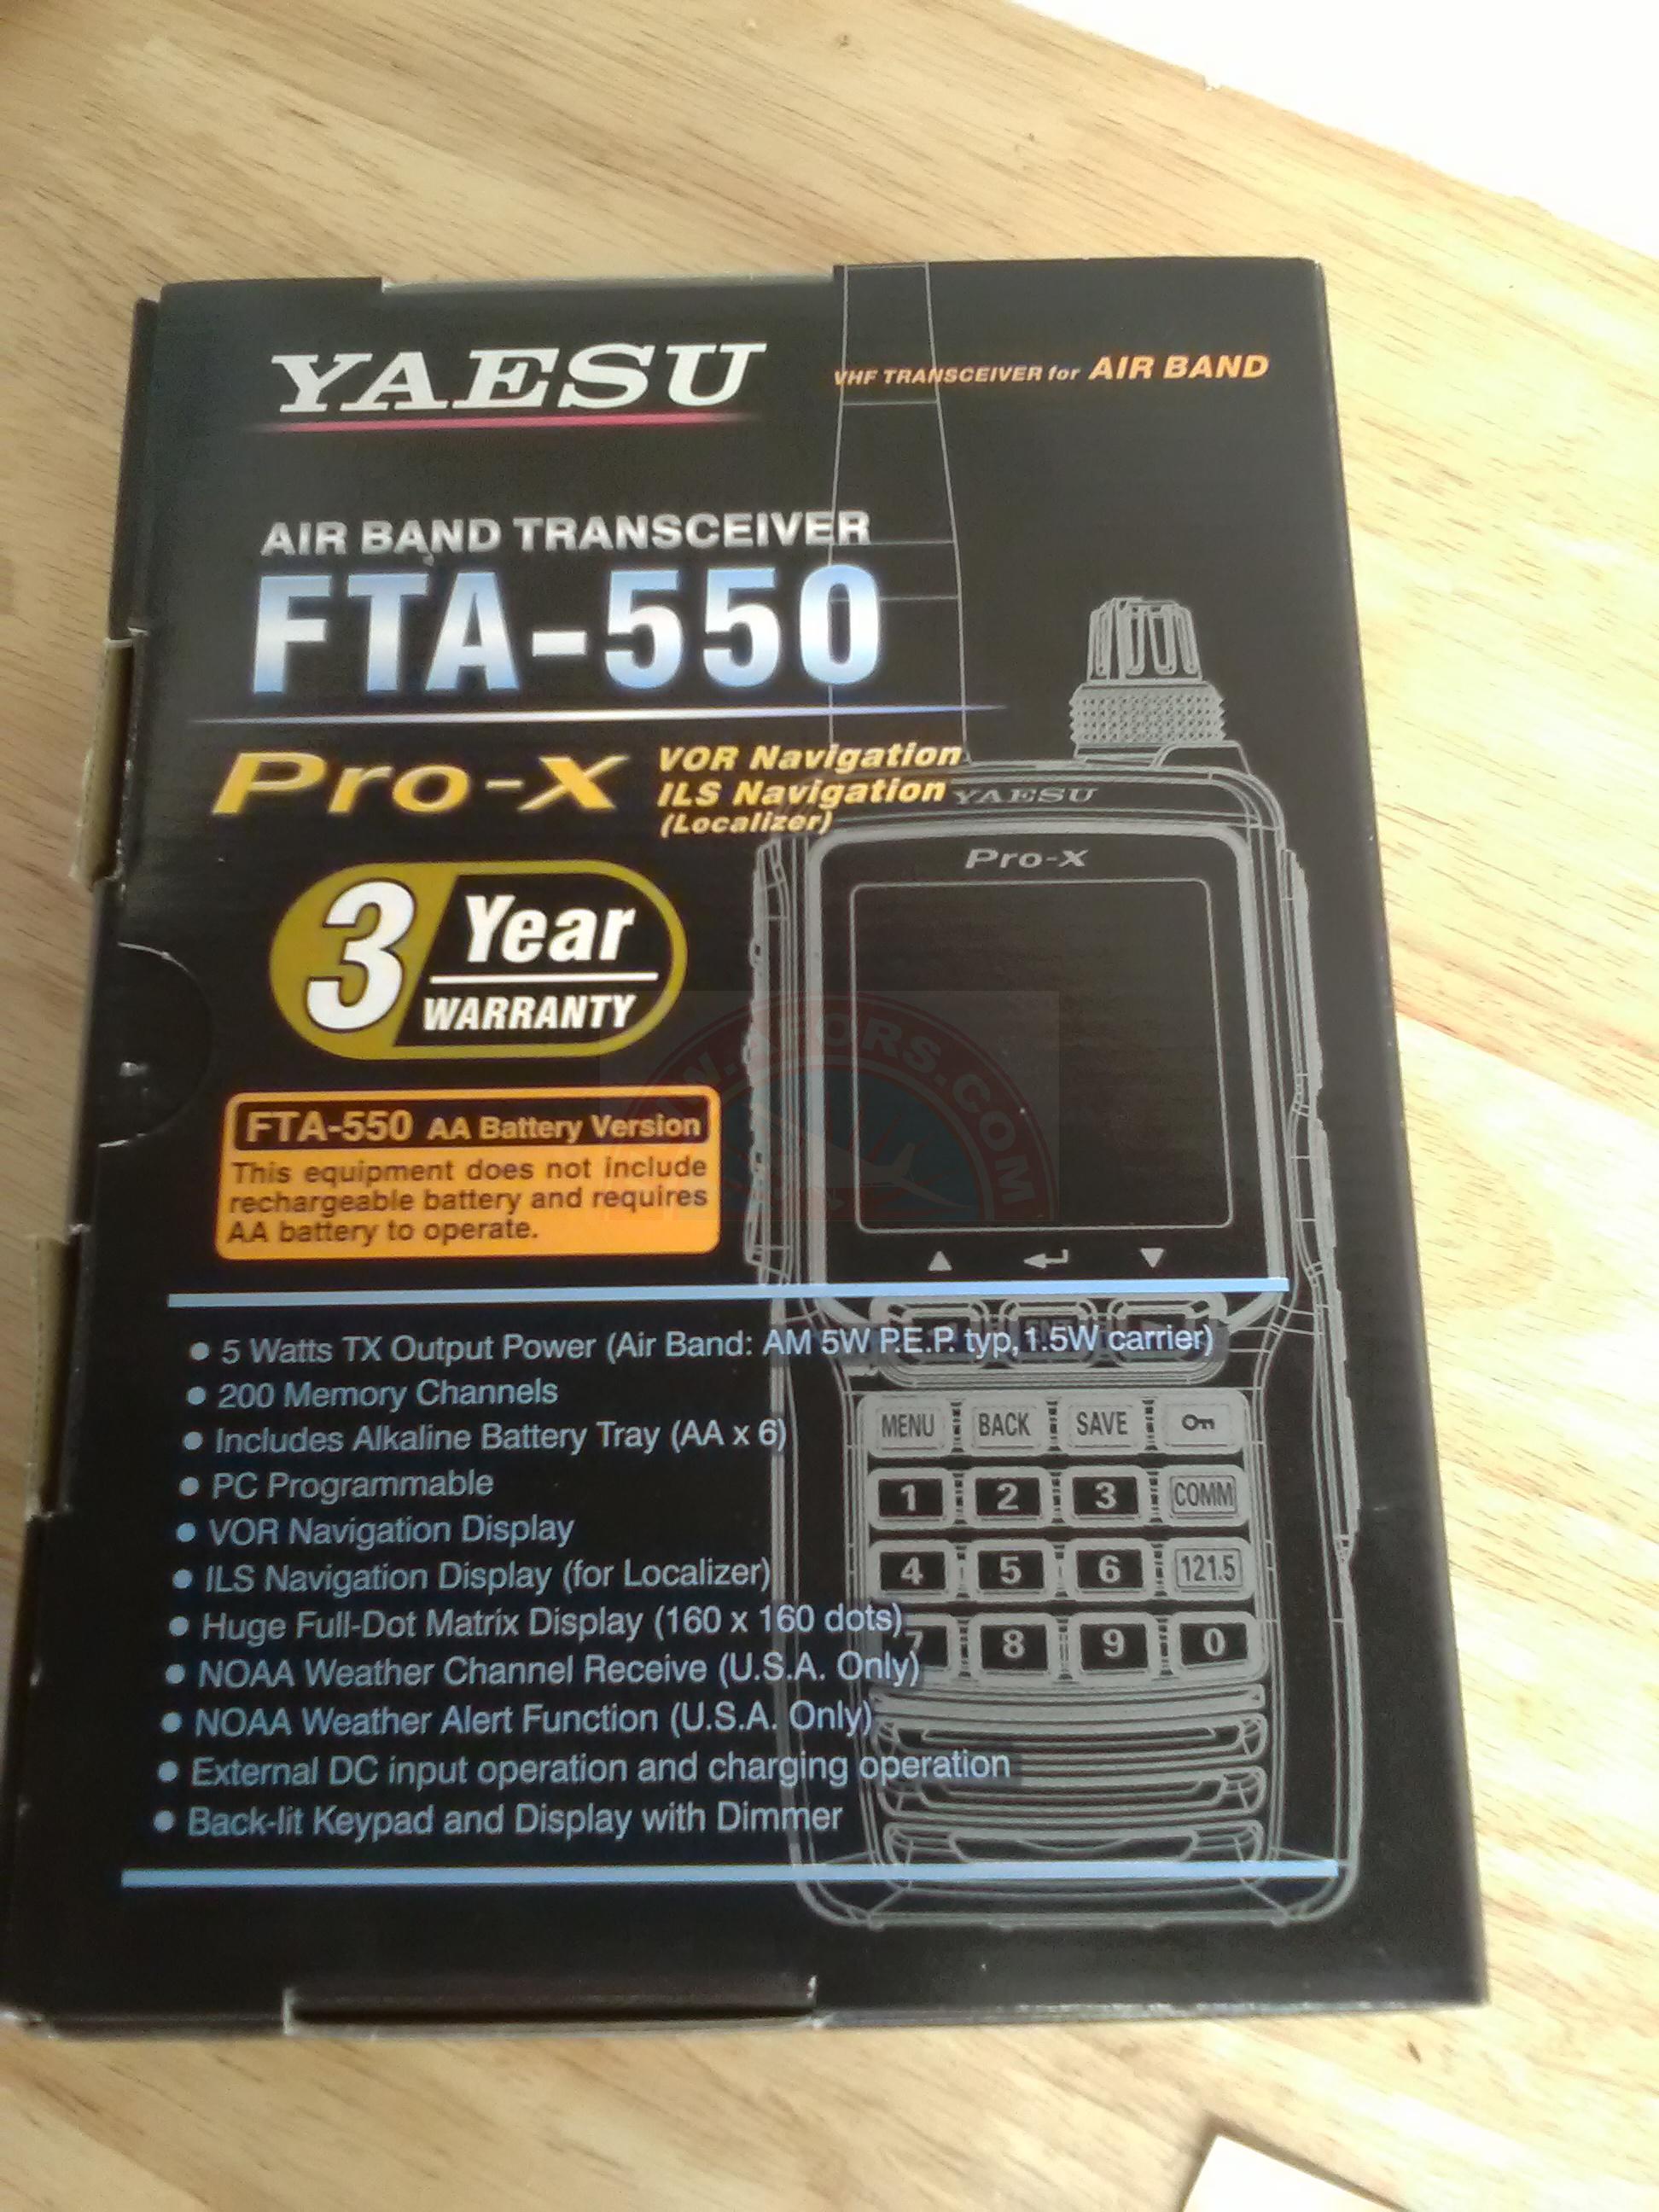 YAESU
VHF TRANSCEIVER for AIR BAND
AIR BAND TRANSCEIVER
FTA-550
Pro-X
VOR Navigation
ILS Navigation
(Localizer)
YAESU
Pro-X
3 Year
WARRANTY
FTA-550 AA Battery Version
This equipment does not include
rechargeable battery and requires
AA battery to operate.
AFORS.COM
• 5 Watts TX Output Power (Air Band: AM 5W P.E.P. typ, 1.5W carrier)
• 200 Memory Channels
• Includes Alkaline Battery Tray (AA x 6)
• PC Programmable
• VOR Navigation Display
• ILS Navigation Display (for Localizer)
• Huge Full-Dot Matrix Display (160 x 160 dots)
• NOAA Weather Channel Receive (U.S.A. Only)
• NOAA Weather Alert Function (U.S.A. Only)
• External DC input operation and charging operation
• Back-lit Keypad and Display with Dimmer
MENU BACK SAVE
1 2 3 COMM
4 5 6 121.5
7 8 9 0